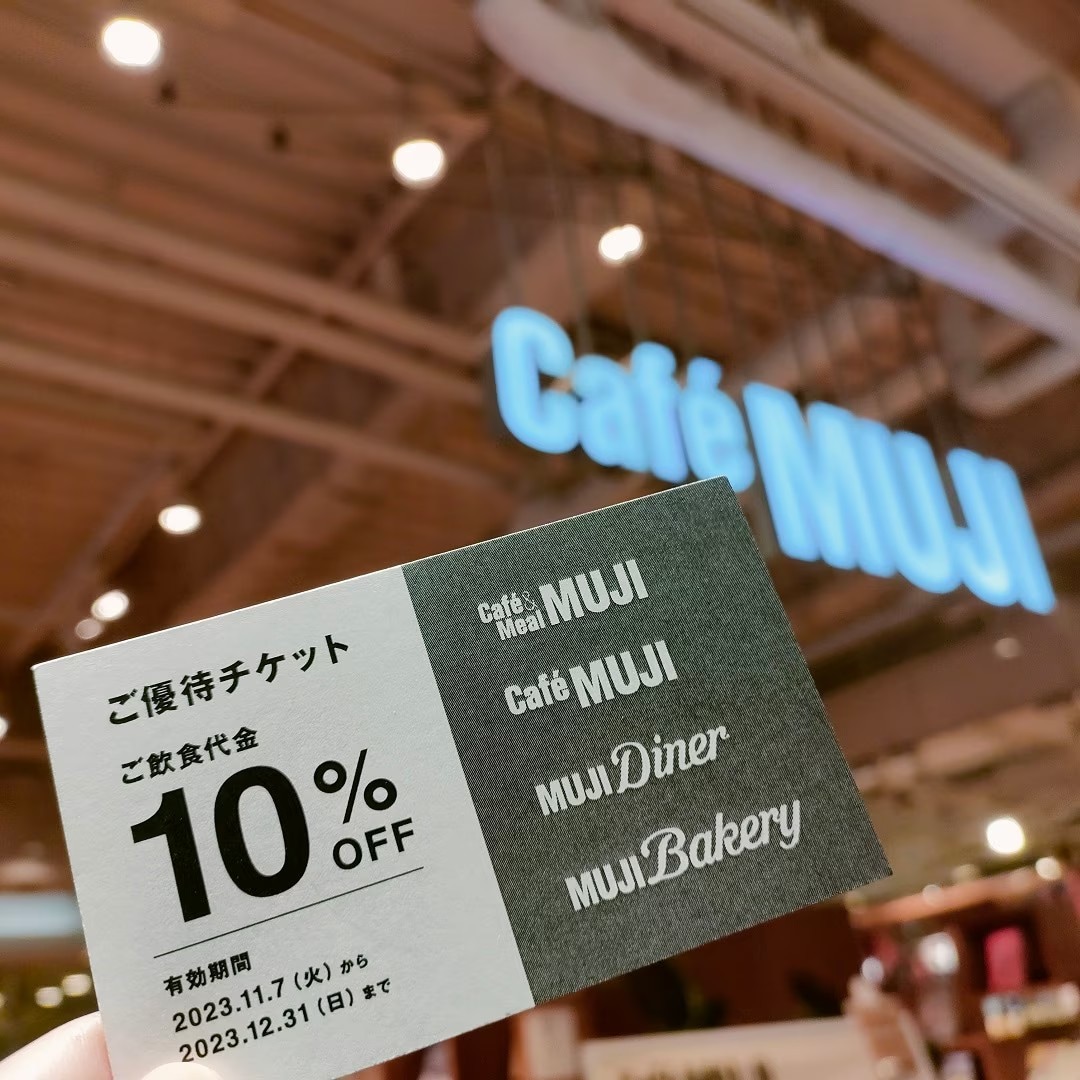 Café MUJI
ご優待チケット
ご飲食代金
10%
OFF
有効期間
2023.11.7（火）から
2023.12.31（日）まで
Café & Meal MUJI
Café MUJI
MUJI Diner
MUJI Bakery